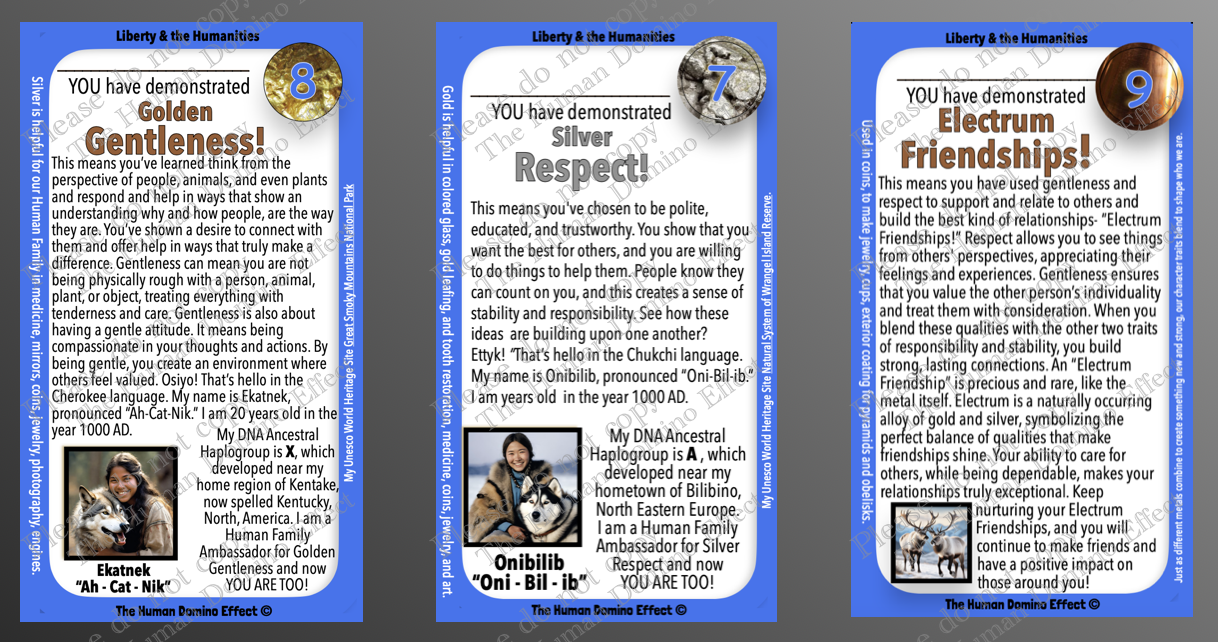 Liberty & the Humanities
8
YOU have demonstrated
Golden
Gentleness!
This means you've learned think from the
perspective of people, animals, and even plants
and respond and help in ways that show an
understanding why and how people, are the way
they are. You've shown a desire to connect with
them and offer help in ways that truly make a
difference. Gentleness can mean you are not
being physically rough with a person, animal,
plant, or object, treating everything with
tenderness and care. Gentleness is also about
having a gentle attitude. It means being
compassionate in your thoughts and actions. By
being gentle, you create an environment where
others feel valued. Osiyo! That's hello in the
Cherokee language. My name is Ekatnek,
pronounced "Ah-Cat-Nik." I am 20 years old in the
year 1000 AD.
My DNA Ancestral
Haplogroup is X, which
developed near my
home region of Kentake,
now spelled Kentucky,
North, America. I am a
Human Family
Ambassador for Golden
Gentleness and now
YOU ARE TOO!
Ekatnek
"Ah - Cat - Nik"
Silver is helpful for our Human Family in medicine, mirrors, coins, jewelry, photography, engines.
My Unesco World Heritage Site Great Smoky Mountains National Park
The Human Domino Effect ©
Liberty & the Humanities
7
YOU have demonstrated
Silver
Respect!
This means you've chosen to be polite,
educated, and trustworthy. You show that you
want the best for others, and you are willing
to do things to help them. People know they
can count on you, and this creates a sense of
stability and responsibility. See how these
ideas are building upon one another?
Ettyk! "That's hello in the Chukchi language.
My name is Onibilib, pronounced "Oni-Bil-ib."
I am years old in the year 1000 AD.
My DNA Ancestral
Haplogroup is A , which
developed near my
hometown of Bilibino,
North Eastern Europe.
I am a Human Family
Ambassador for Silver
Respect and now
YOU ARE TOO!
Onibilib
"Oni - Bil - ib"
Gold is helpful in colored glass, gold leafing, and tooth restoration, medicine, coins, jewelry, and art.
My Unesco World Heritage Site Natural System of Wrangel Island Reserve.
The Human Domino Effect ©
Liberty & the Humanities
9
YOU have demonstrated
Electrum
Friendships!
This means you have used gentleness and
respect to support and relate to others and
build the best kind of relationships- "Electrum
Friendships!" Respect allows you to see things
from others' perspectives, appreciating their
feelings and experiences. Gentleness ensures
that you value the other person's individuality
and treat them with consideration. When you
blend these qualities with the other two traits
of responsibility and stability, you build
strong, lasting connections. An "Electrum
Friendship" is precious and rare, like the
metal itself. Electrum is a naturally occurring
alloy of gold and silver, symbolizing the
perfect balance of qualities that make
friendships shine. Your ability to care for
others, while being dependable, makes your
relationships truly exceptional. Keep
nurturing your Electrum
Friendships, and you will
continue to make friends and
have a positive impact on
those around you!
Used in coins, to make jewelry, cups, exterior coating for pyramids and obelisks.
Just as different metals combine to create something new and strong, our character traits blend to shape who we are.
The Human Domino Effect ©
Please do not copy
The Human Domino Effect